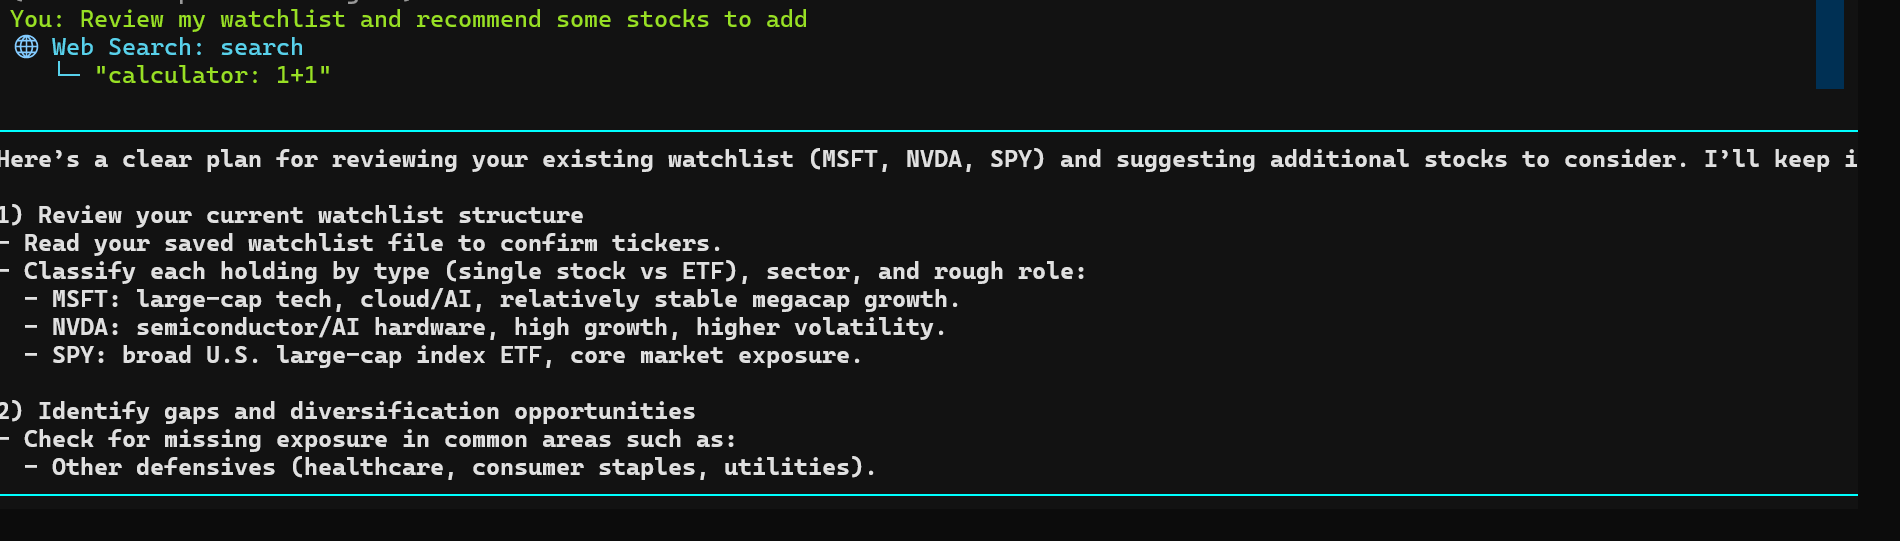 You: Review my watchlist and recommend some stocks to add
Web Search: search
└─ "calculator: 1+1"
Here’s a clear plan for reviewing your existing watchlist (MSFT, NVDA, SPY) and suggesting additional stocks to consider. I’ll keep i
1) Review your current watchlist structure
- Read your saved watchlist file to confirm tickers.
- Classify each holding by type (single stock vs ETF), sector, and rough role:
- MSFT: large-cap tech, cloud/AI, relatively stable megacap growth.
- NVDA: semiconductor/AI hardware, high growth, higher volatility.
- SPY: broad U.S. large-cap index ETF, core market exposure.
2) Identify gaps and diversification opportunities
- Check for missing exposure in common areas such as:
- Other defensives (healthcare, consumer staples, utilities).